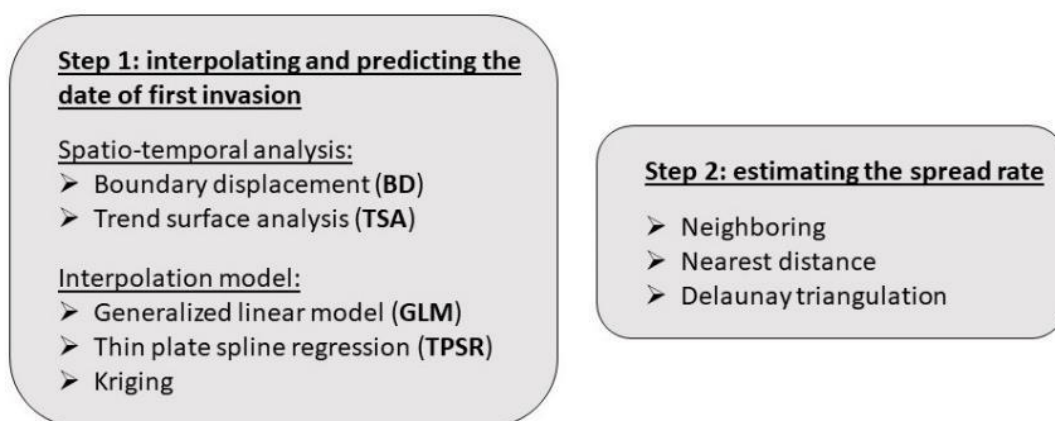 Step 1: interpolating and predicting the
date of first invasion
Spatio-temporal analysis:
➢ Boundary displacement (BD)
➢ Trend surface analysis (TSA)
Interpolation model:
➢ Generalized linear model (GLM)
➢ Thin plate spline regression (TPSR)
➢ Kriging
Step 2: estimating the spread rate
➢ Neighboring
➢ Nearest distance
➢ Delaunay triangulation